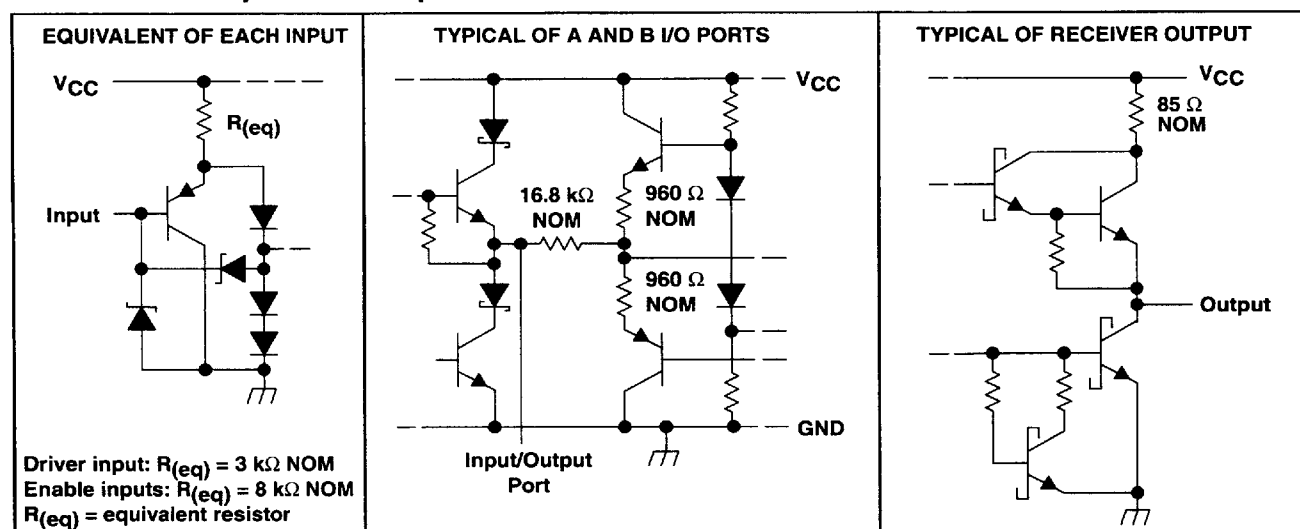 EQUIVALENT OF EACH INPUT
VCC
R(eq)
Input
Driver input: R(eq) = 3 kΩ NOM
Enable inputs: R(eq) = 8 kΩ NOM
R(eq) = equivalent resistor
TYPICAL OF A AND B I/O PORTS
VCC
16.8 kΩ
NOM
960 Ω
NOM
960 Ω
NOM
GND
Input/Output
Port
TYPICAL OF RECEIVER OUTPUT
VCC
85 Ω
NOM
Output